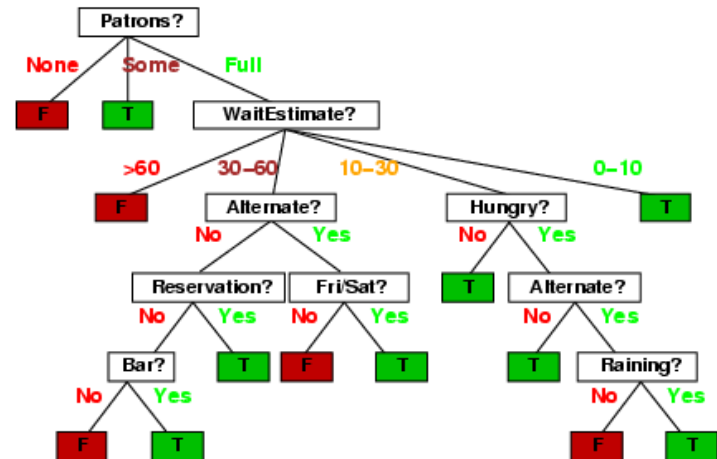 Patrons?
None Some Full
F T WaitEstimate?
>60 30–60 10–30 0–10
F Alternate? Hungry? T
No Yes No Yes
Reservation? Fri/Sat? T Alternate?
No Yes No Yes No Yes
Bar? T F T T Raining?
No Yes No Yes
F T F T